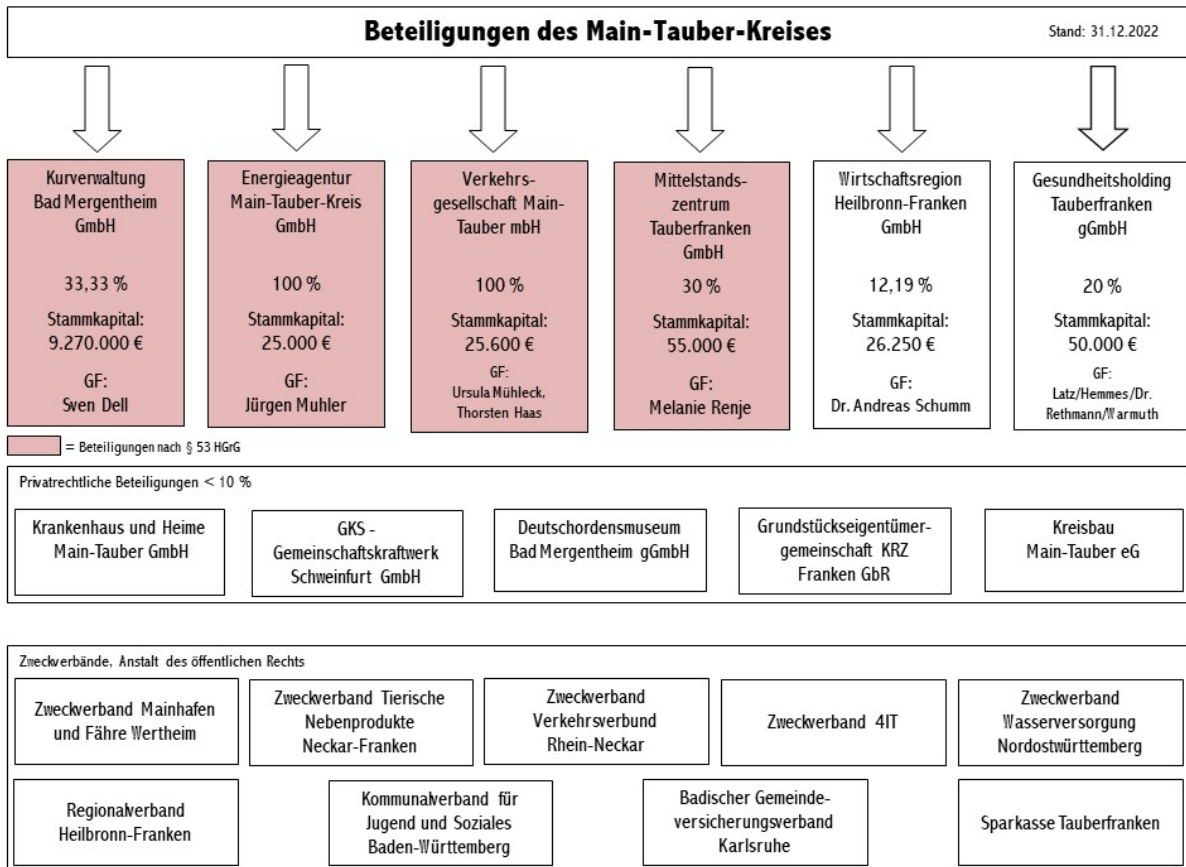 Beteiligungen des Main-Tauber-Kreises
Stand: 31.12.2022
Kurverwaltung
Bad Mergentheim
GmbH
33,33 %
Stammkapital:
9.270.000 €
GF:
Sven Dell
Energieagentur
Main-Tauber-Kreis
GmbH
100 %
Stammkapital:
25.000 €
GF:
Jürgen Muhler
Verkehrs-
gesellschaft Main-
Tauber mbH
100 %
Stammkapital:
25.600 €
GF:
Ursula Mühleck,
Thorsten Haas
Mittelstands-
zentrum
Tauberfranken
GmbH
30 %
Stammkapital:
55.000 €
GF:
Melanie Renje
Wirtschaftsregion
Heilbronn-Franken
GmbH
12,19 %
Stammkapital:
26.250 €
GF:
Dr. Andreas Schumm
Gesundheitsholding
Tauberfranken
gGmbH
20 %
Stammkapital:
50.000 €
GF:
Latz/Hemmes/Dr.
Rethmann/Warmuth
= Beteiligungen nach § 53 HGrG
Privatrechtliche Beteiligungen < 10 %
Krankenhaus und Heime
Main-Tauber GmbH
GKS -
Gemeinschaftskraftwerk
Schweinfurt GmbH
Deutschordensmuseum
Bad Mergentheim gGmbH
Grundstückseigentümer-
gemeinschaft KRZ
Franken GbR
Kreisbau
Main-Tauber eG
Zweckverbände, Anstalt des öffentlichen Rechts
Zweckverband Mainhafen
und Fähre Wertheim
Zweckverband Tierische
Nebenprodukte
Neckar-Franken
Zweckverband
Verkehrsverbund
Rhein-Neckar
Zweckverband 4IT
Zweckverband
Wasserversorgung
Nordostwürttemberg
Regionalverband
Heilbronn-Franken
Kommunalverband für
Jugend und Soziales
Baden-Württemberg
Badischer Gemeinde-
versicherungsverband
Karlsruhe
Sparkasse Tauberfranken